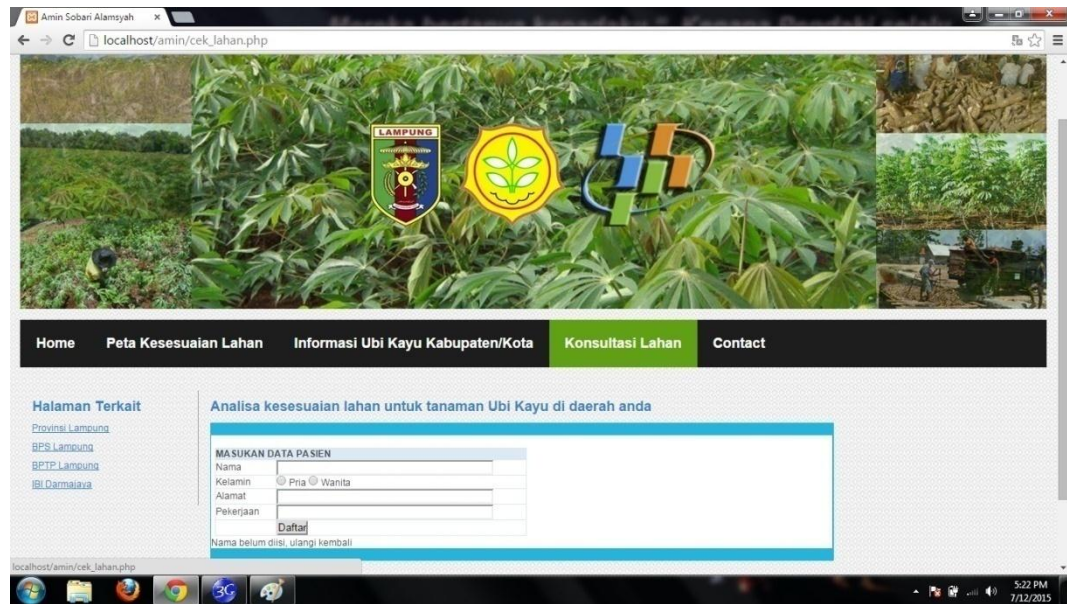 Amin Sobari Alamsyah
localhost/amin/cek_lahan.php
LAMPUNG
Home Peta Kesesuaian Lahan Informasi Ubi Kayu Kabupaten/Kota Konsultasi Lahan Contact
Halaman Terkait
Provinsi Lampung
BPS Lampung
BPTP Lampung
IBI Darmajaya
Analisa kesesuaian lahan untuk tanaman Ubi Kayu di daerah anda
MASUKAN DATA PASIEN
Nama
Kelamin Pria Wanita
Alamat
Pekerjaan
Daftar
Nama belum diisi, ulangi kembali
localhost/amin/cek_lahan.php
3G
5:22 PM
7/12/2015